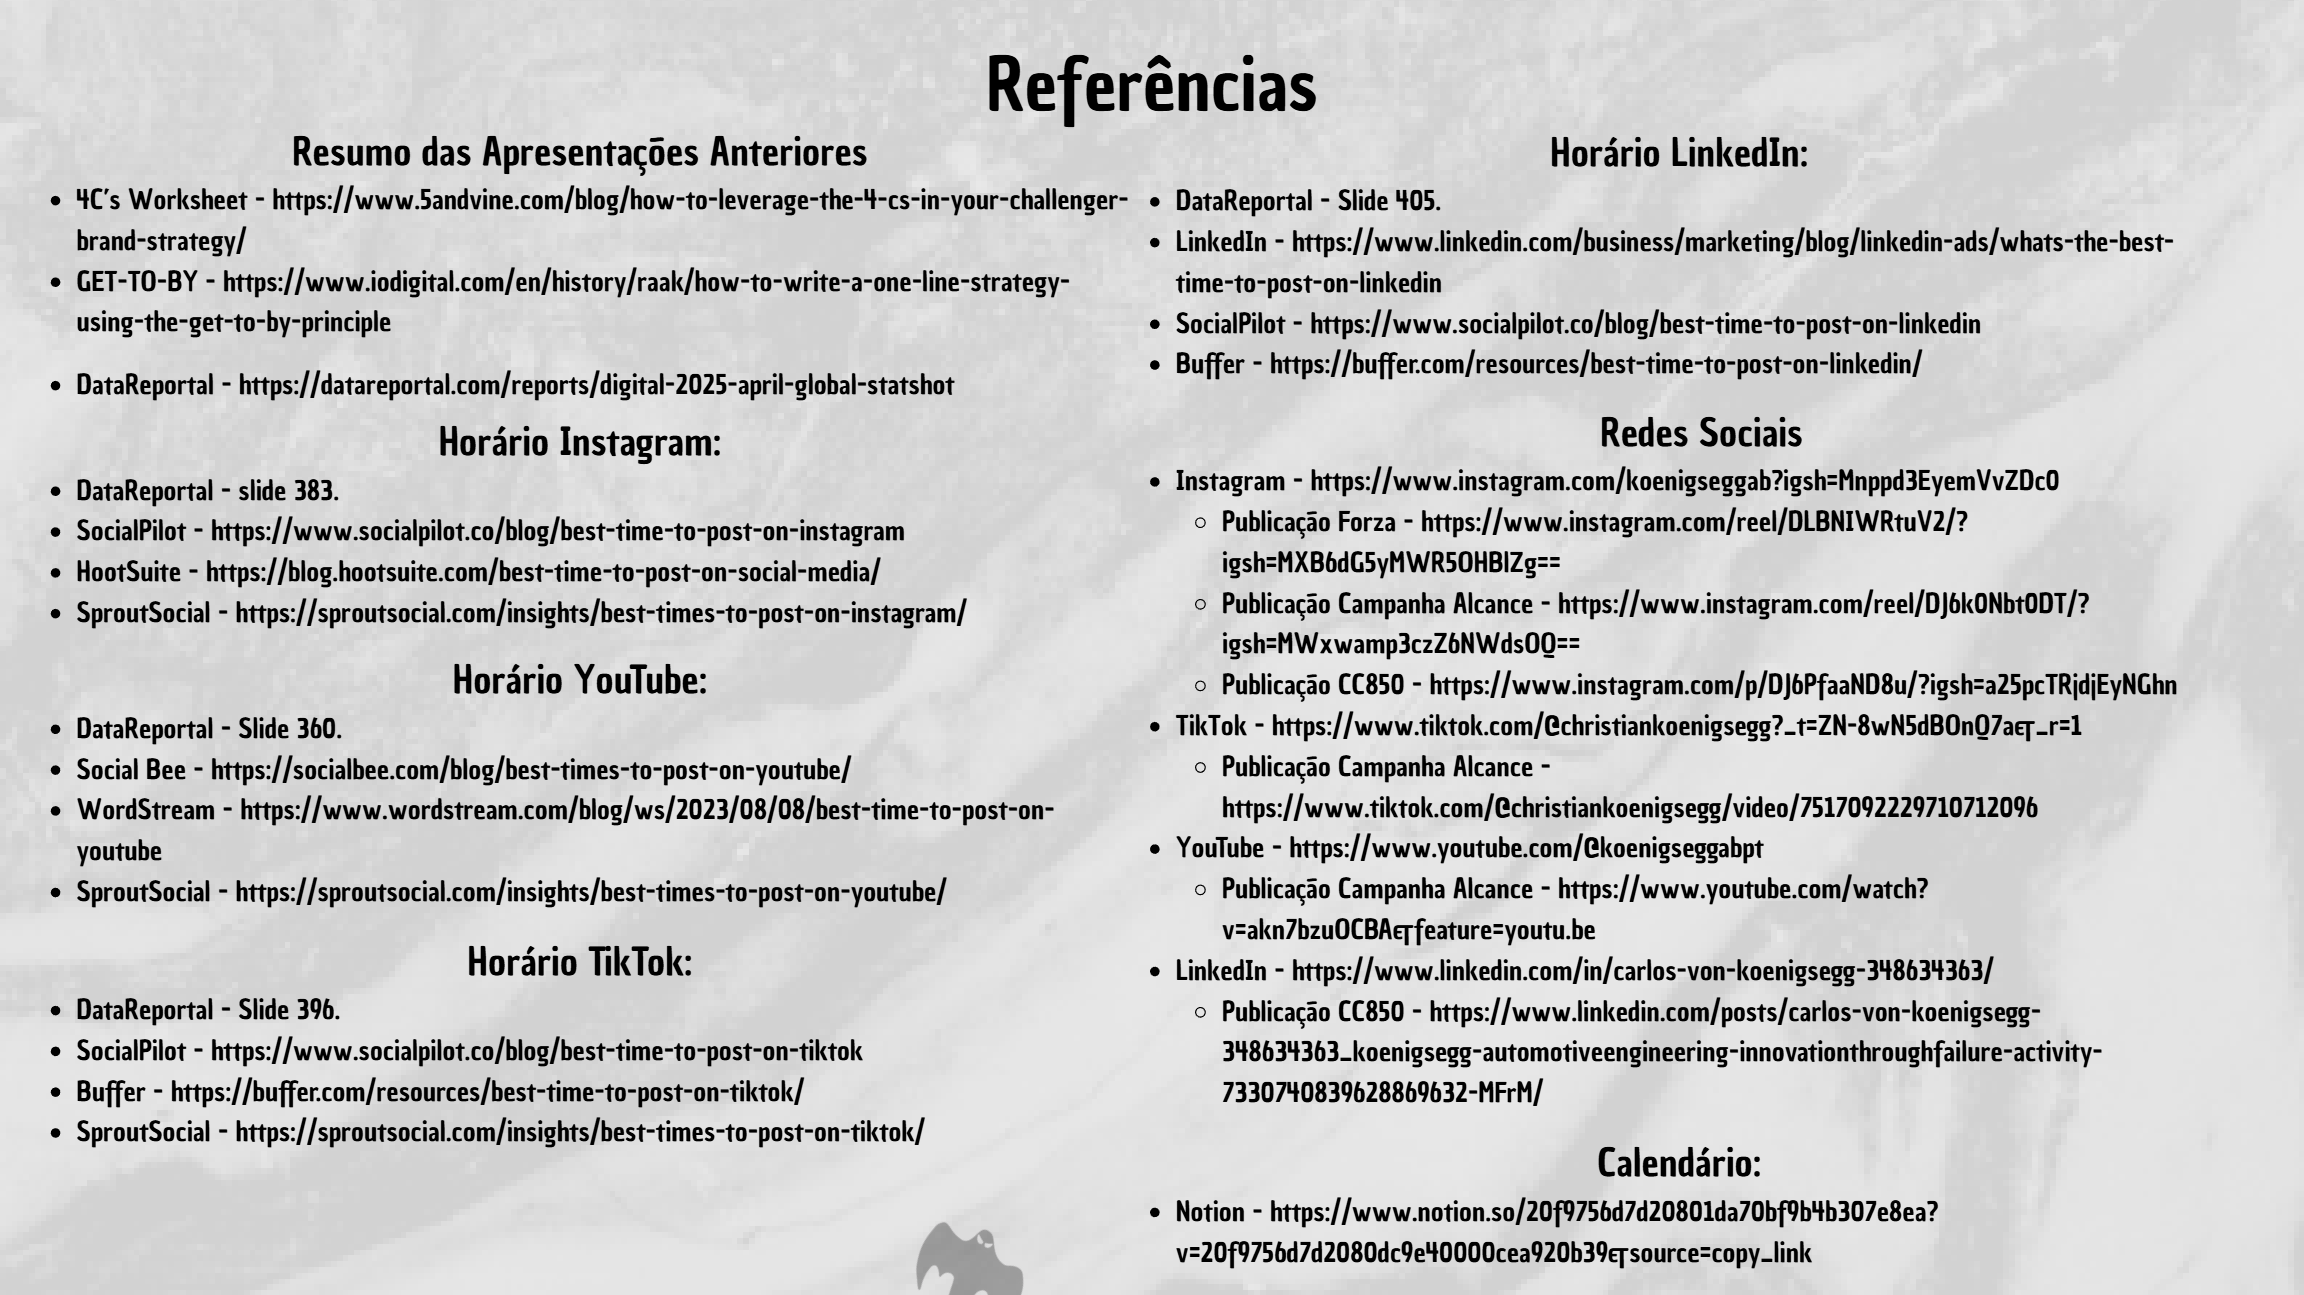 Referências
Resumo das Apresentações Anteriores
4C's Worksheet - https://www.5andvine.com/blog/how-to-leverage-the-4-cs-in-your-challenger-
brand-strategy/
GET-TO-BY - https://www.iodigital.com/en/history/raak/how-to-write-a-one-line-strategy-
using-the-get-to-by-principle
DataReportal - https://datareportal.com/reports/digital-2025-april-global-statshot
Horário Instagram:
DataReportal - slide 383.
SocialPilot - https://www.socialpilot.co/blog/best-time-to-post-on-instagram
HootSuite - https://blog.hootsuite.com/best-time-to-post-on-social-media/
SproutSocial - https://sproutsocial.com/insights/best-times-to-post-on-instagram/
Horário YouTube:
DataReportal - Slide 360.
Social Bee - https://socialbee.com/blog/best-times-to-post-on-youtube/
WordStream - https://www.wordstream.com/blog/ws/2023/08/08/best-time-to-post-on-
youtube
SproutSocial - https://sproutsocial.com/insights/best-times-to-post-on-youtube/
Horário TikTok:
DataReportal - Slide 396.
SocialPilot - https://www.socialpilot.co/blog/best-time-to-post-on-tiktok
Buffer - https://buffer.com/resources/best-time-to-post-on-tiktok/
SproutSocial - https://sproutsocial.com/insights/best-times-to-post-on-tiktok/
Horário LinkedIn:
DataReportal - Slide 405.
LinkedIn - https://www.linkedin.com/business/marketing/blog/linkedin-ads/whats-the-best-
time-to-post-on-linkedin
SocialPilot - https://www.socialpilot.co/blog/best-time-to-post-on-linkedin
Buffer - https://buffer.com/resources/best-time-to-post-on-linkedin/
Redes Sociais
Instagram - https://www.instagram.com/koenigseggab?igsh=Mnppd3EyemVvZDc0
Publicação Forza - https://www.instagram.com/reel/DLBNIWRtuV2/?
igsh=MXB6dG5yMWR5OHBlZg==
Publicação Campanha Alcance - https://www.instagram.com/reel/DJ6k0Nbt0DT/?
igsh=MWxwamp3czZ6NWdsOQ==
Publicação CC850 - https://www.instagram.com/p/DJ6PfaaND8u/?igsh=a25pcTRjdjEyNGhn
TikTok - https://www.tiktok.com/@christiankoenigsegg?_t=ZN-8wN5dBOnQ7a&_r=1
Publicação Campanha Alcance -
https://www.tiktok.com/@christiankoenigsegg/video/7517092229710712096
YouTube - https://www.youtube.com/@koenigseggabpt
Publicação Campanha Alcance - https://www.youtube.com/watch?
v=akn7bzuOCBA&feature=youtu.be
LinkedIn - https://www.linkedin.com/in/carlos-von-koenigsegg-348634363/
Publicação CC850 - https://www.linkedin.com/posts/carlos-von-koenigsegg-
348634363_koenigsegg-automotiveengineering-innovationthroughfailure-activity-
7330740839628869632-MFrM/
Calendário:
Notion - https://www.notion.so/20f9756d7d20801da70bf9b4b307e8ea?
v=20f9756d7d2080dc9e40000cea920b39&source=copy_link